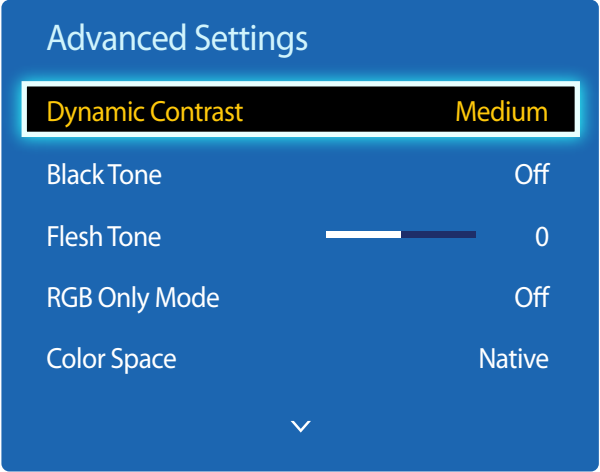 Advanced Settings
Dynamic Contrast Medium
Black Tone Off
Flesh Tone 0
RGB Only Mode Off
Color Space Native